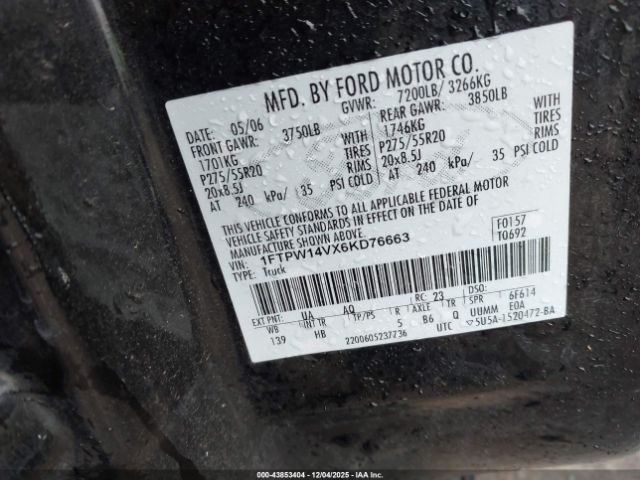 MFD. BY FORD MOTOR CO.
DATE: 05/06 GVWR: 7200LB/ 3266KG
FRONT GAWR: 3750LB REAR GAWR: 3850LB
1701KG WITH 1746KG WITH
P275/55R20 TIRES P275/55R20 TIRES
20x8.5J RIMS 20x8.5J RIMS
AT 240 kPa/ 35 PSI COLD AT 240 kPa/ 35 PSI COLD
THIS VEHICLE CONFORMS TO ALL APPLICABLE FEDERAL MOTOR
VEHICLE SAFETY STANDARDS IN EFFECT ON THE DATE OF
MANUFACTURE SHOWN ABOVE.
VIN: 1FTPW14VX6KD76663 F0157
TYPE: Truck T0692
EXT PNT: UA AQ RC: 23 DSO: 6F614
WB INT TR TP/PS R AXLE TR SPR E0A
139 HB 5 B6 Q UUMM
2200605237736 UTC ▽5U5A-1520472-BA
000-43853404 - 12/04/2025 - IAA Inc.